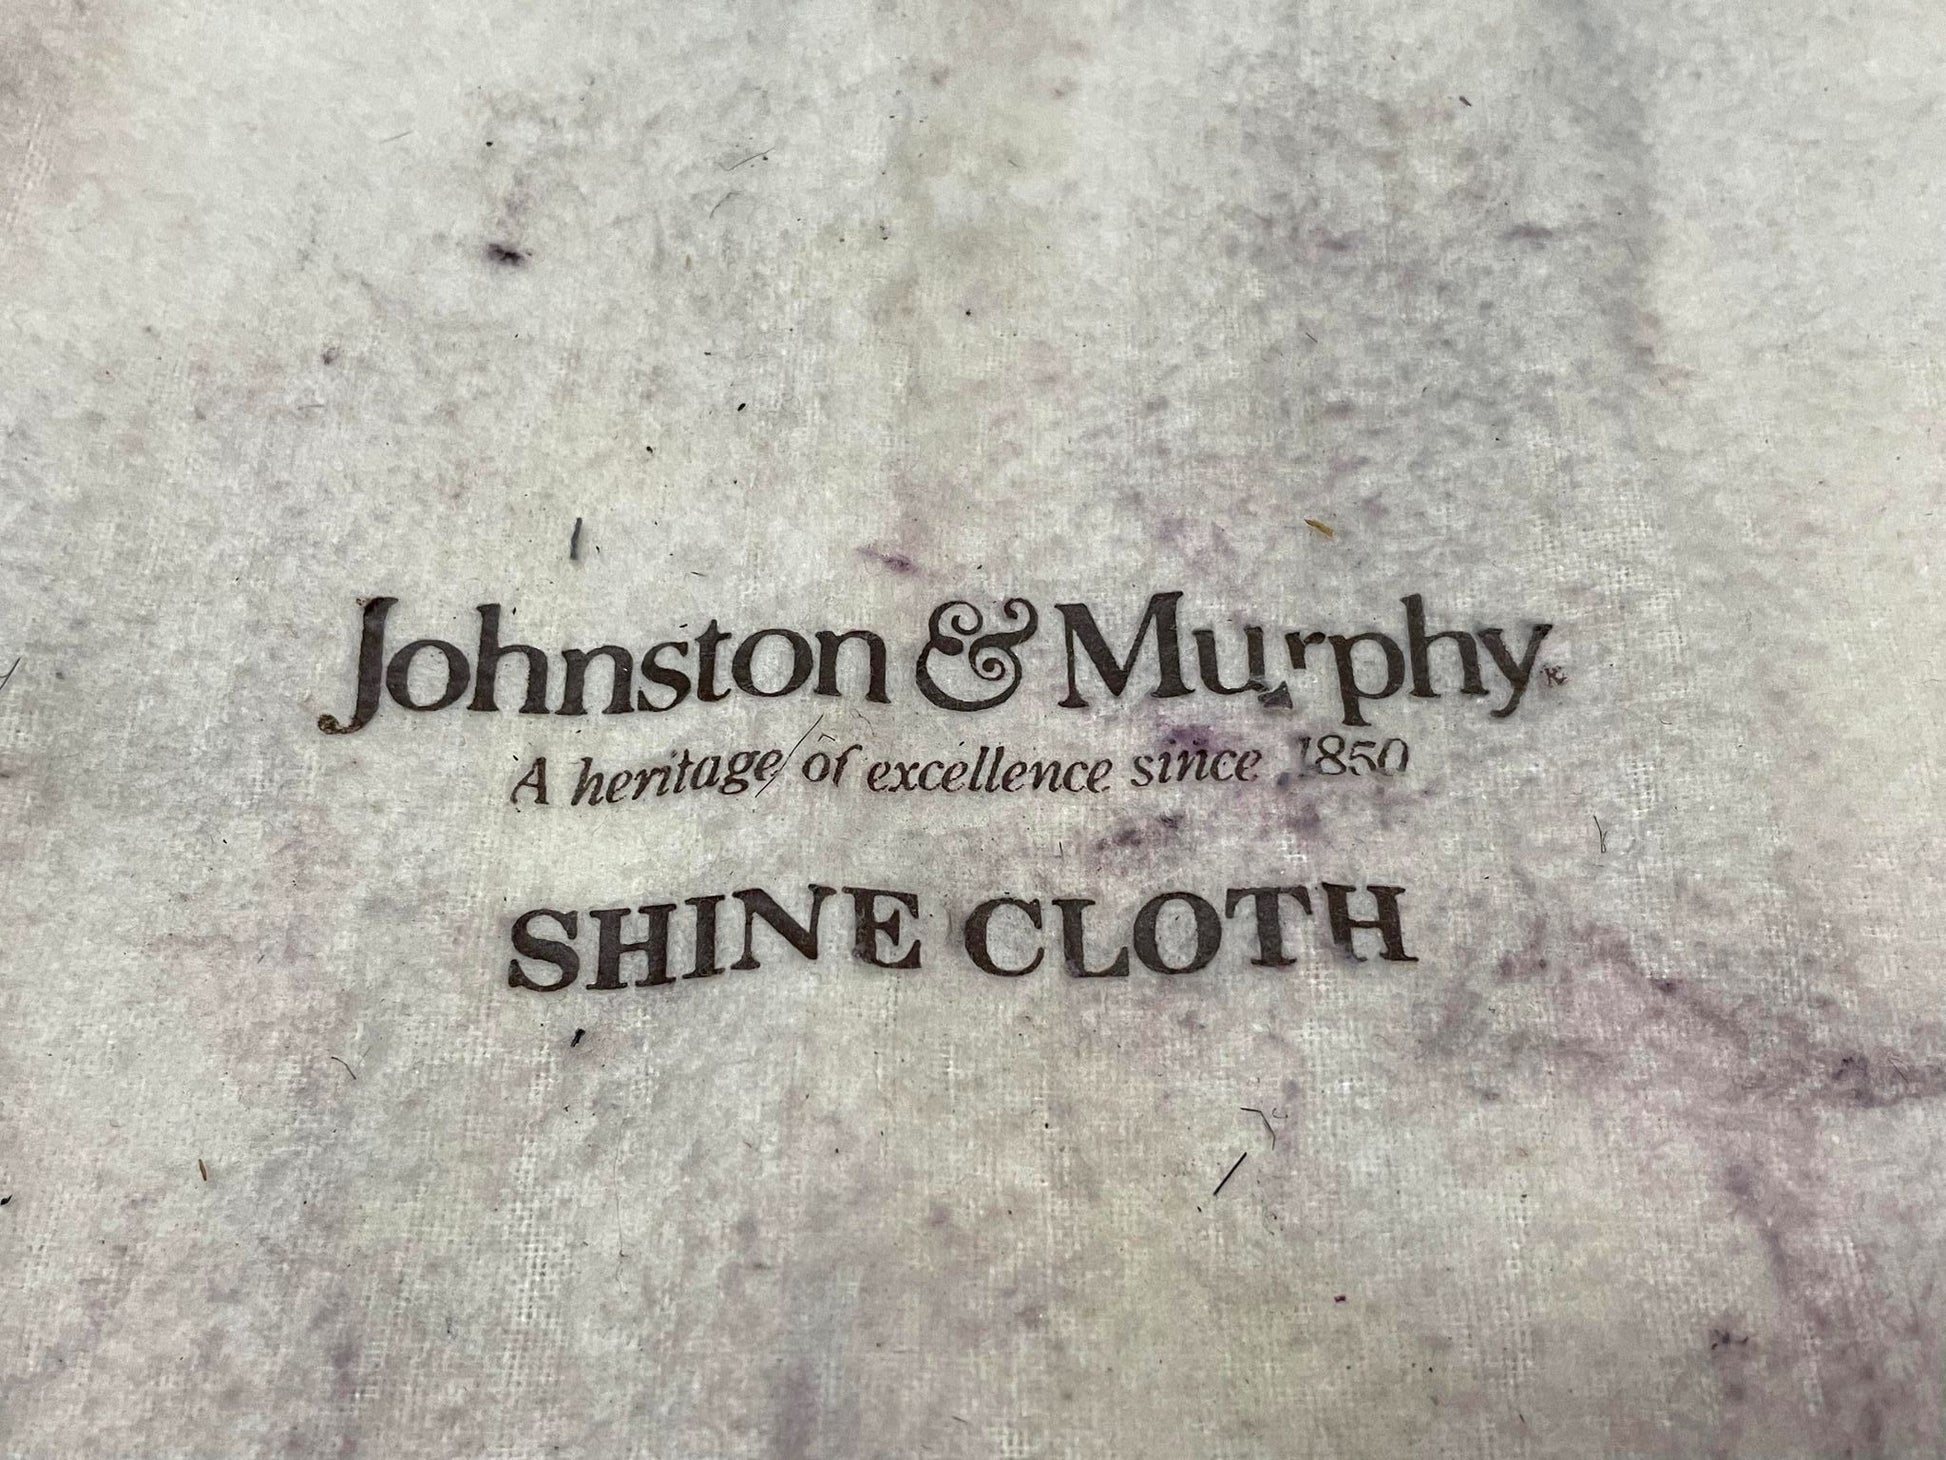 Johnston & Murphy®
A heritage of excellence since 1850
SHINE CLOTH